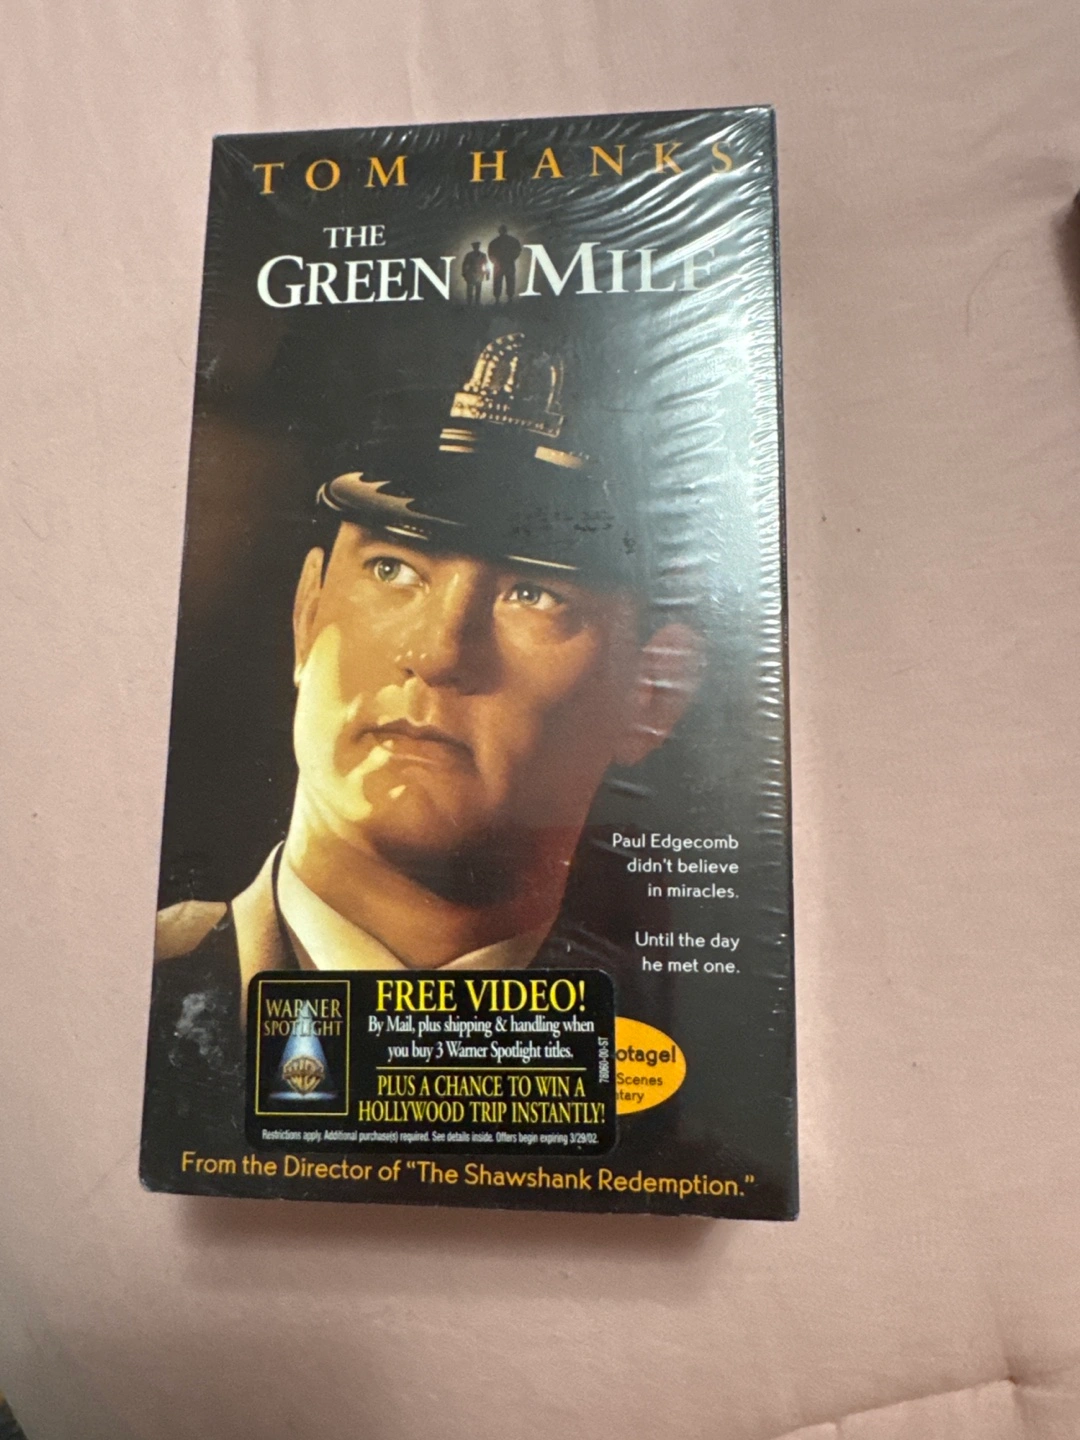 TOM HANKS
THE
GREEN MILE
Paul Edgecomb
didn't believe
in miracles.
Until the day
he met one.
WARNER
SPOTLIGHT
FREE VIDEO!
By Mail, plus shipping & handling when
you buy 3 Warner Spotlight titles.
PLUS A CHANCE TO WIN A
HOLLYWOOD TRIP INSTANTLY!
Restrictions apply. Additional purchase(s) required. See details inside. Offers begin expiring 3/29/02.
78060-00-ST
otage!
Scenes
tary
From the Director of “The Shawshank Redemption.”